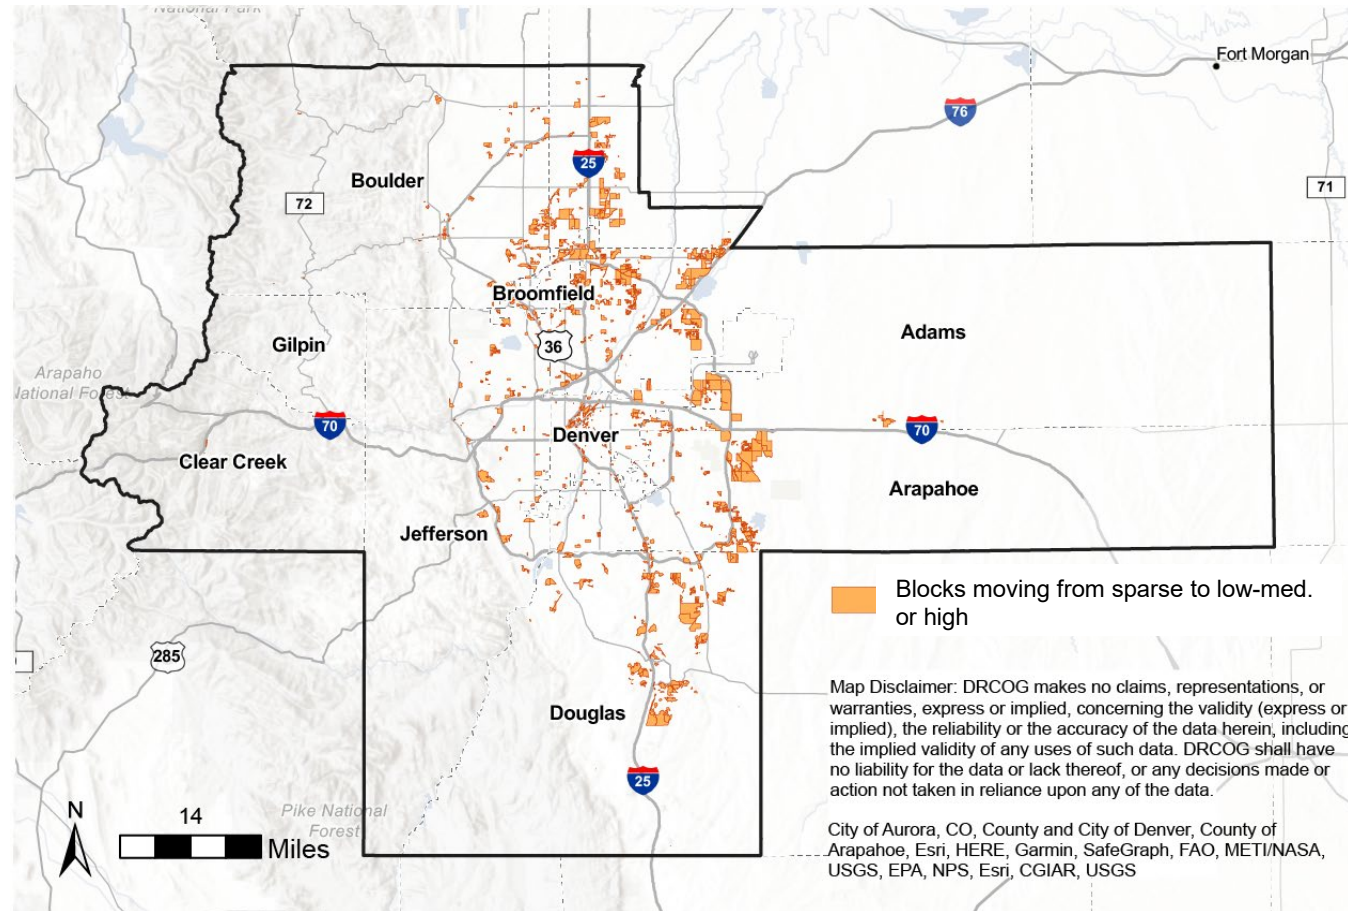 National Park
Fort Morgan
76
25
71
Boulder
72
Broomfield
Adams
36
Gilpin
Arapaho
National Forest
70
70
Denver
Clear Creek
Arapahoe
Jefferson
Blocks moving from sparse to low-med.
or high
285
Map Disclaimer: DRCOG makes no claims, representations, or
warranties, express or implied, concerning the validity (express or
implied), the reliability or the accuracy of the data herein, including
the implied validity of any uses of such data. DRCOG shall have
no liability for the data or lack thereof, or any decisions made or
action not taken in reliance upon any of the data.
Douglas
25
N
14
Miles
Pike National
Forest
City of Aurora, CO, County and City of Denver, County of
Arapahoe, Esri, HERE, Garmin, SafeGraph, FAO, METI/NASA,
USGS, EPA, NPS, Esri, CGIAR, USGS